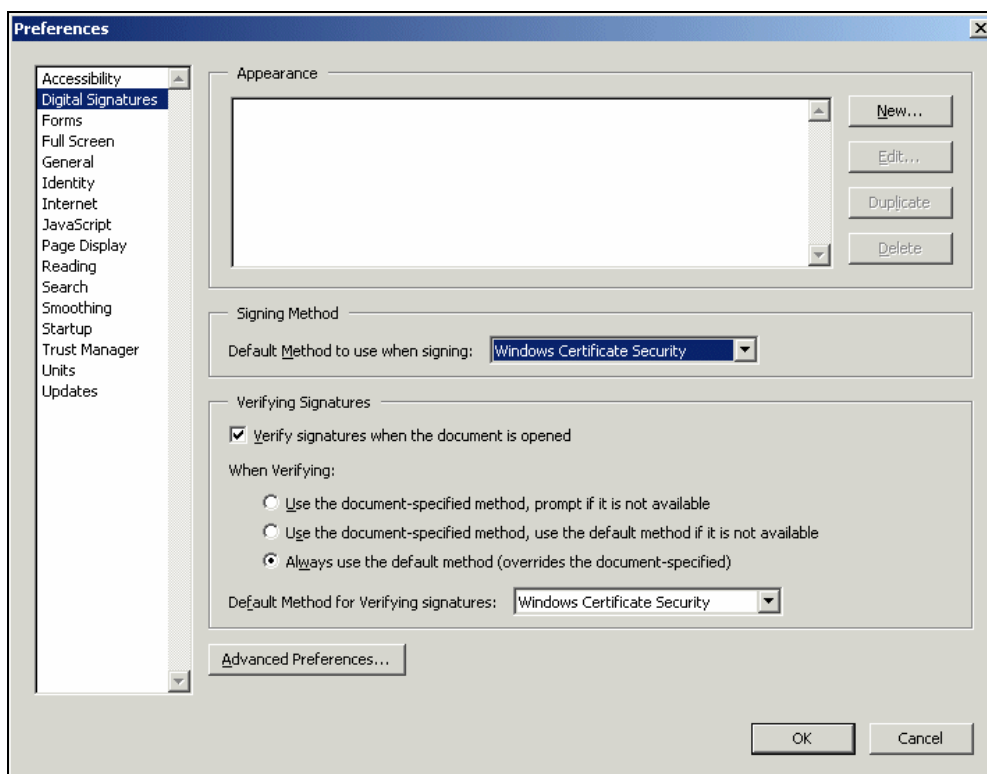 Preferences
Accessibility
Digital Signatures
Forms
Full Screen
General
Identity
Internet
JavaScript
Page Display
Reading
Search
Smoothing
Startup
Trust Manager
Units
Updates
Appearance
New...
Edit...
Duplicate
Delete
Signing Method
Default Method to use when signing: Windows Certificate Security
Verifying Signatures
Verify signatures when the document is opened
When Verifying:
Use the document-specified method, prompt if it is not available
Use the document-specified method, use the default method if it is not available
Always use the default method (overrides the document-specified)
Default Method for Verifying signatures: Windows Certificate Security
Advanced Preferences...
OK Cancel